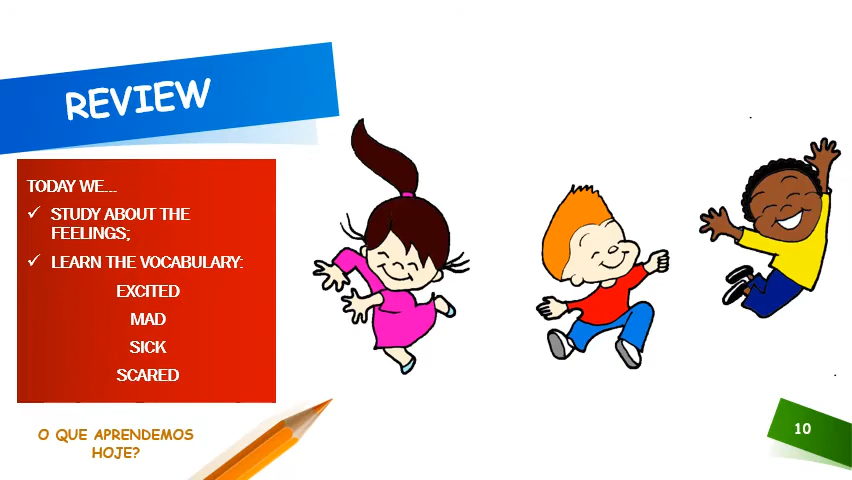 REVIEW
TODAY WE...
✓ STUDY ABOUT THE
FEELINGS;
✓ LEARN THE VOCABULARY:
EXCITED
MAD
SICK
SCARED
O QUE APRENDEMOS
HOJE?
10